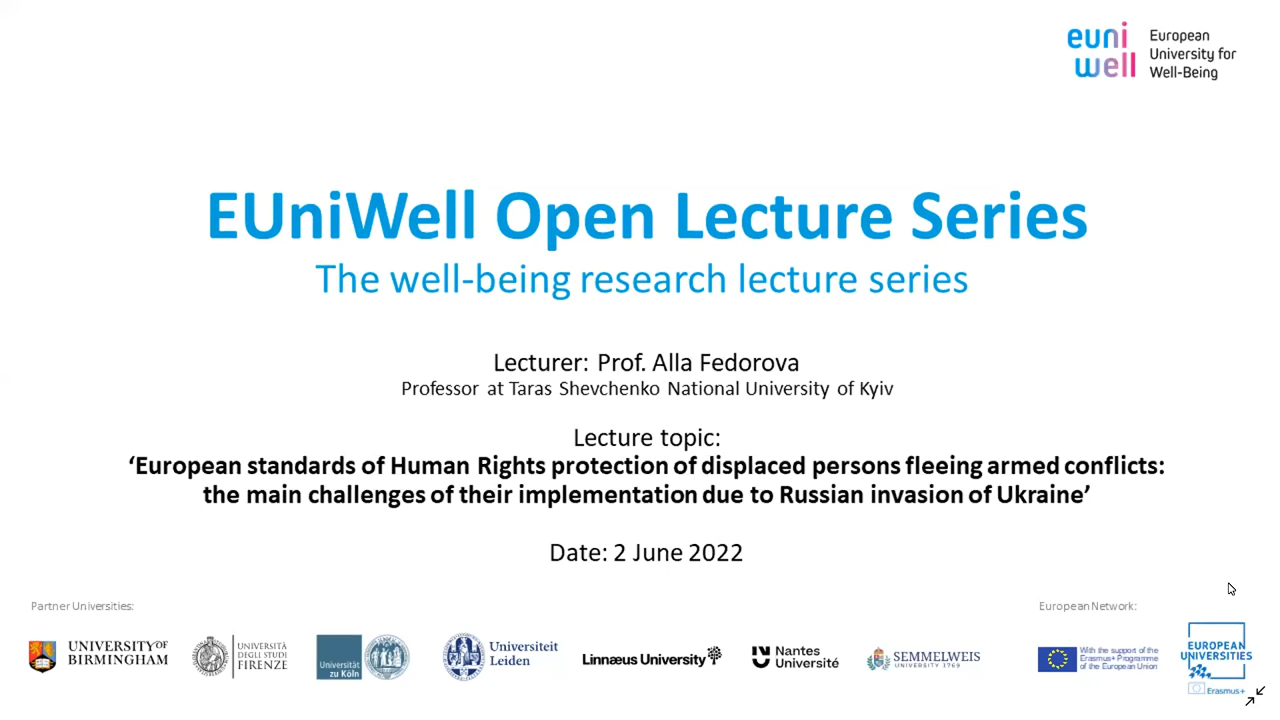 euni
well
European
University for
Well-Being
EUniWell Open Lecture Series
The well-being research lecture series
Lecturer: Prof. Alla Fedorova
Professor at Taras Shevchenko National University of Kyiv
Lecture topic:
‘European standards of Human Rights protection of displaced persons fleeing armed conflicts:
the main challenges of their implementation due to Russian invasion of Ukraine’
Date: 2 June 2022
Partner Universities:
European Network:
UNIVERSITY OF
BIRMINGHAM
UNIVERSITÀ
DEGLI STUDI
FIRENZE
Universität
zu Köln
Universiteit
Leiden
Linnæus University
Nantes
Université
SEMMELWEIS
UNIVERSITY 1769
With the support of the
Erasmus+ Programme
of the European Union
EUROPEAN
UNIVERSITIES
Erasmus+